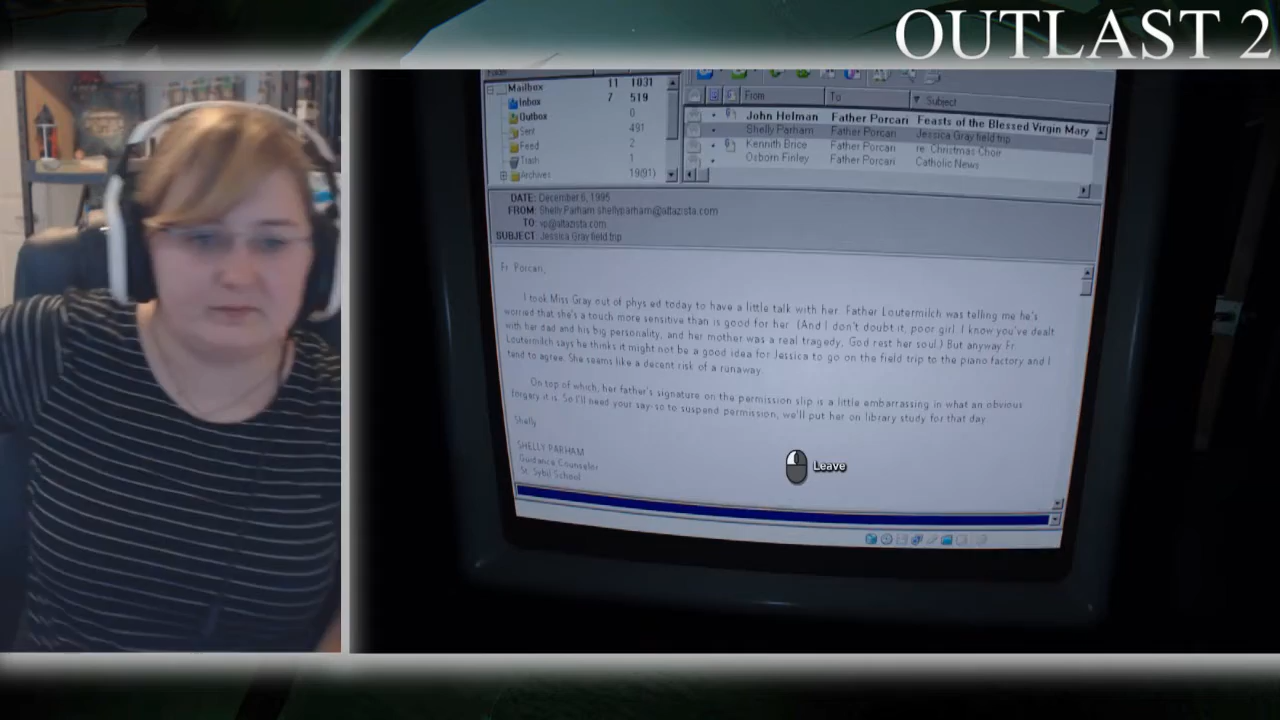 OUTLAST 2
Mailbox 11 1031
Inbox 7 519
Outbox 0
Sent 491
Feed 2
Trash 1
Archives 19(91)
From To Subject
John Helman Father Porcari Feasts of the Blessed Virgin Mary
Shelly Parham Father Porcari Jessica Gray field trip
Kennith Brice Father Porcari re: Christmas Choir
Osborn Finley Father Porcari Catholic News
DATE: December 6, 1995
FROM: Shelly Parham shellyparham@altazista.com
TO: vp@altazista.com
SUBJECT: Jessica Gray field trip
Fr Porcari,
I took Miss Gray out of phys ed today to have a little talk with her. Father Loutermilch was telling me he's
worried that she's a touch more sensitive than is good for her. (And I don't doubt it, poor girl. I know you've dealt
with her dad and his big personality, and her mother was a real tragedy, God rest her soul.) But anyway Fr.
Loutermilch says he thinks it might not be a good idea for Jessica to go on the field trip to the piano factory and I
tend to agree. She seems like a decent risk of a runaway.
On top of which, her father's signature on the permission slip is a little embarrassing in what an obvious
forgery it is. So I'll need your say-so to suspend permission, we'll put her on library study for that day.
Shelly
SHELLY PARHAM
Guidance Counselor
St. Sybil School
Leave